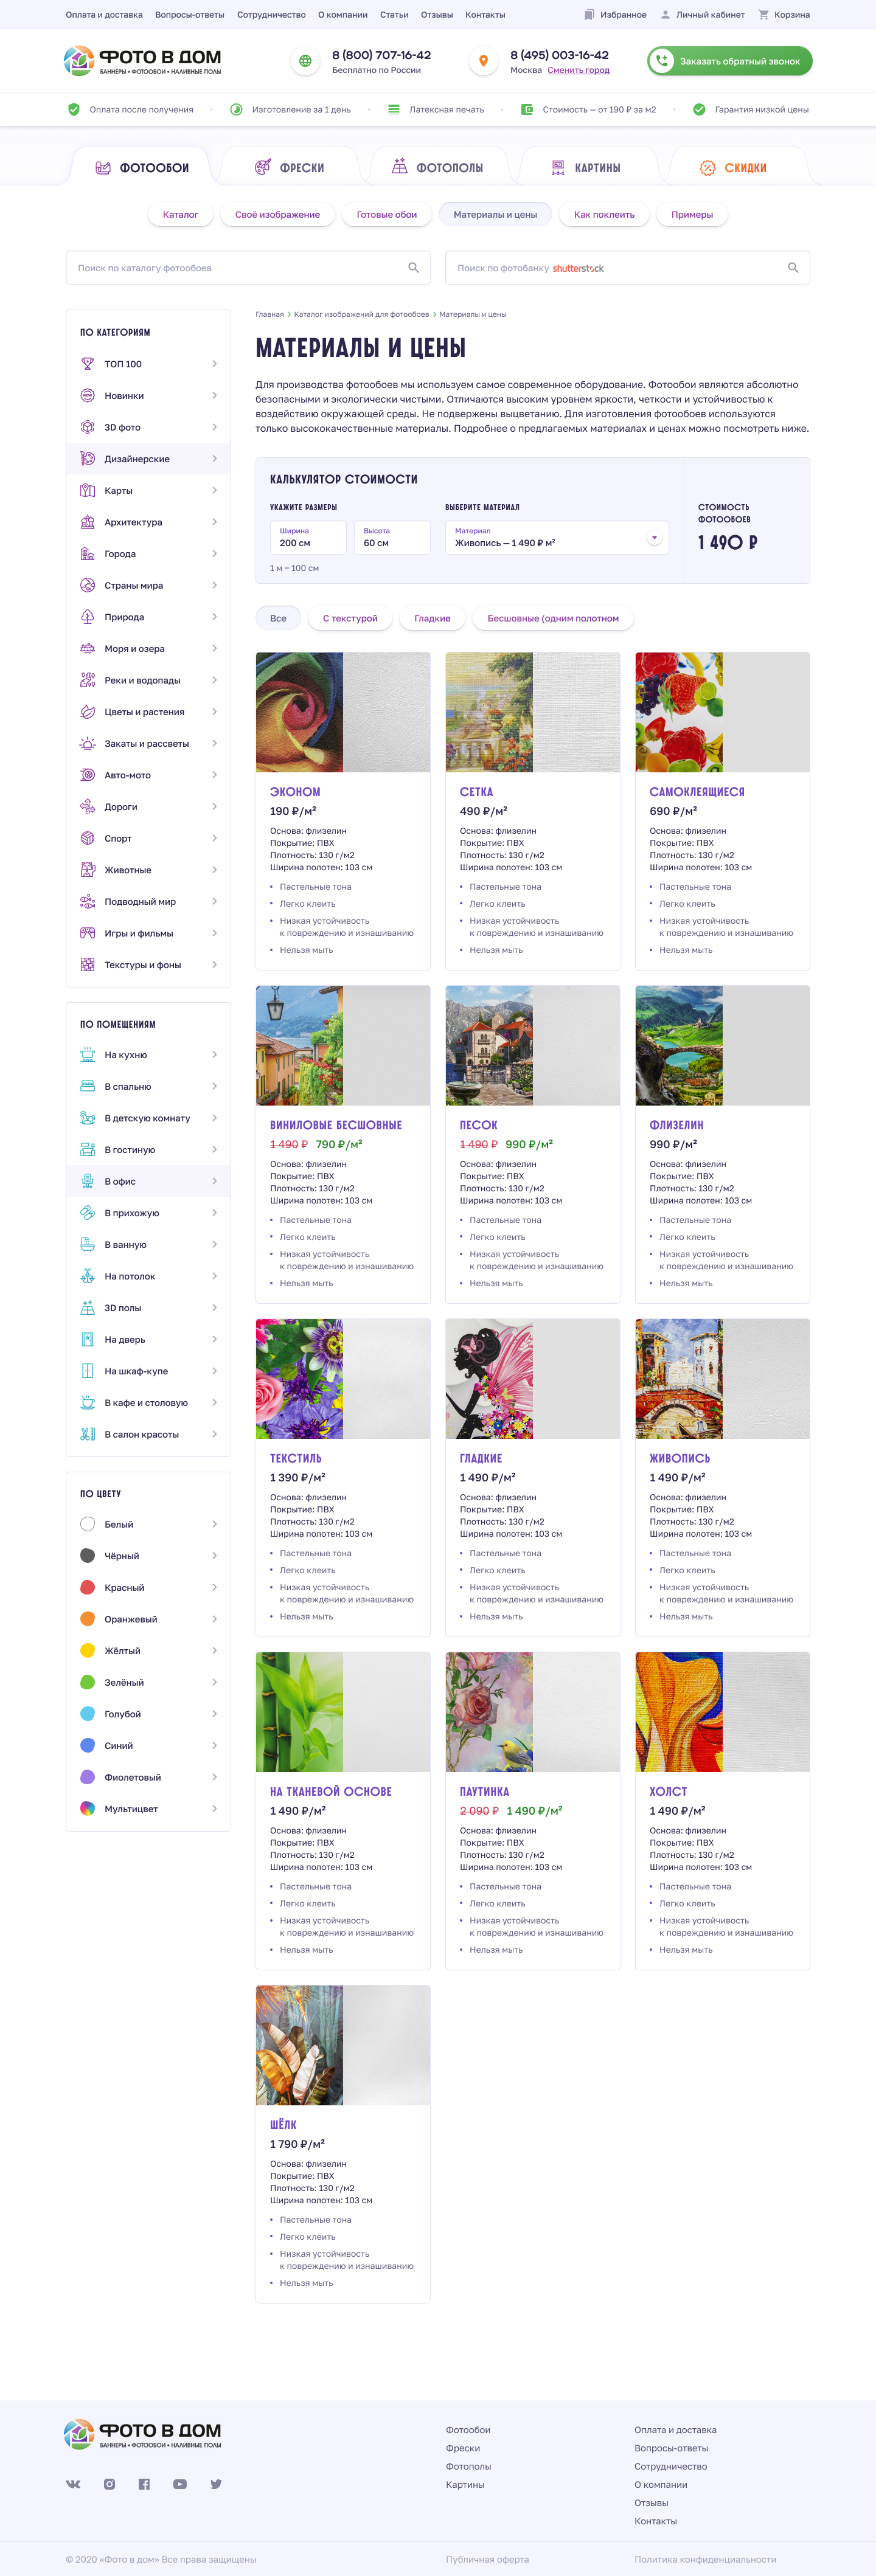 Оплата и доставка Вопросы-ответы Сотрудничество О компании Статьи Отзывы Контакты Избранное Личный кабинет Корзина
ФОТО В ДОМ
БАННЕРЫ • ФОТООБОИ • НАЛИВНЫЕ ПОЛЫ
8 (800) 707-16-42
Бесплатно по России
8 (495) 003-16-42
Москва Сменить город
Заказать обратный звонок
Оплата после получения Изготовление за 1 день Латексная печать Стоимость — от 190 ₽ за м2 Гарантия низкой цены
ФОТООБОИ ФРЕСКИ ФОТОПОЛЫ КАРТИНЫ СКИДКИ
Каталог Своё изображение Готовые обои Материалы и цены Как поклеить Примеры
Поиск по каталогу фотообоев
Поиск по фотобанку shutterstock
ПО КАТЕГОРИЯМ
ТОП 100
Новинки
3D фото
Дизайнерские
Карты
Архитектура
Города
Страны мира
Природа
Моря и озера
Реки и водопады
Цветы и растения
Закаты и рассветы
Авто-мото
Дороги
Спорт
Животные
Подводный мир
Игры и фильмы
Текстуры и фоны
ПО ПОМЕЩЕНИЯМ
На кухню
В спальню
В детскую комнату
В гостиную
В офис
В прихожую
В ванную
На потолок
3D полы
На дверь
На шкаф-купе
В кафе и столовую
В салон красоты
ПО ЦВЕТУ
Белый
Чёрный
Красный
Оранжевый
Жёлтый
Зелёный
Голубой
Синий
Фиолетовый
Мультицвет
Главная Каталог изображений для фотообоев Материалы и цены
МАТЕРИАЛЫ И ЦЕНЫ
Для производства фотообоев мы используем самое современное оборудование. Фотообои являются абсолютно
безопасными и экологически чистыми. Отличаются высоким уровнем яркости, четкости и устойчивостью к
воздействию окружающей среды. Не подвержены выцветанию. Для изготовления фотообоев используются
только высококачественные материалы. Подробнее о предлагаемых материалах и ценах можно посмотреть ниже.
КАЛЬКУЛЯТОР СТОИМОСТИ
УКАЖИТЕ РАЗМЕРЫ
Ширина
200 см
Высота
60 см
1 м = 100 см
ВЫБЕРИТЕ МАТЕРИАЛ
Материал
Живопись — 1 490 ₽ м²
СТОИМОСТЬ
ФОТООБОЕВ
1 490 ₽
Все С текстурой Гладкие Бесшовные (одним полотном
ЭКОНОМ
190 ₽/м²
Основа: флизелин
Покрытие: ПВХ
Плотность: 130 г/м2
Ширина полотен: 103 см
Пастельные тона
Легко клеить
Низкая устойчивость
к повреждению и изнашиванию
Нельзя мыть
СЕТКА
490 ₽/м²
Основа: флизелин
Покрытие: ПВХ
Плотность: 130 г/м2
Ширина полотен: 103 см
Пастельные тона
Легко клеить
Низкая устойчивость
к повреждению и изнашиванию
Нельзя мыть
САМОКЛЕЯЩИЕСЯ
690 ₽/м²
Основа: флизелин
Покрытие: ПВХ
Плотность: 130 г/м2
Ширина полотен: 103 см
Пастельные тона
Легко клеить
Низкая устойчивость
к повреждению и изнашиванию
Нельзя мыть
ВИНИЛОВЫЕ БЕСШОВНЫЕ
1 490 ₽ 790 ₽/м²
Основа: флизелин
Покрытие: ПВХ
Плотность: 130 г/м2
Ширина полотен: 103 см
Пастельные тона
Легко клеить
Низкая устойчивость
к повреждению и изнашиванию
Нельзя мыть
ПЕСОК
1 490 ₽ 990 ₽/м²
Основа: флизелин
Покрытие: ПВХ
Плотность: 130 г/м2
Ширина полотен: 103 см
Пастельные тона
Легко клеить
Низкая устойчивость
к повреждению и изнашиванию
Нельзя мыть
ФЛИЗЕЛИН
990 ₽/м²
Основа: флизелин
Покрытие: ПВХ
Плотность: 130 г/м2
Ширина полотен: 103 см
Пастельные тона
Легко клеить
Низкая устойчивость
к повреждению и изнашиванию
Нельзя мыть
ТЕКСТИЛЬ
1 390 ₽/м²
Основа: флизелин
Покрытие: ПВХ
Плотность: 130 г/м2
Ширина полотен: 103 см
Пастельные тона
Легко клеить
Низкая устойчивость
к повреждению и изнашиванию
Нельзя мыть
ГЛАДКИЕ
1 490 ₽/м²
Основа: флизелин
Покрытие: ПВХ
Плотность: 130 г/м2
Ширина полотен: 103 см
Пастельные тона
Легко клеить
Низкая устойчивость
к повреждению и изнашиванию
Нельзя мыть
ЖИВОПИСЬ
1 490 ₽/м²
Основа: флизелин
Покрытие: ПВХ
Плотность: 130 г/м2
Ширина полотен: 103 см
Пастельные тона
Легко клеить
Низкая устойчивость
к повреждению и изнашиванию
Нельзя мыть
НА ТКАНЕВОЙ ОСНОВЕ
1 490 ₽/м²
Основа: флизелин
Покрытие: ПВХ
Плотность: 130 г/м2
Ширина полотен: 103 см
Пастельные тона
Легко клеить
Низкая устойчивость
к повреждению и изнашиванию
Нельзя мыть
ПАУТИНКА
2 090 ₽ 1 490 ₽/м²
Основа: флизелин
Покрытие: ПВХ
Плотность: 130 г/м2
Ширина полотен: 103 см
Пастельные тона
Легко клеить
Низкая устойчивость
к повреждению и изнашиванию
Нельзя мыть
ХОЛСТ
1 490 ₽/м²
Основа: флизелин
Покрытие: ПВХ
Плотность: 130 г/м2
Ширина полотен: 103 см
Пастельные тона
Легко клеить
Низкая устойчивость
к повреждению и изнашиванию
Нельзя мыть
ШЁЛК
1 790 ₽/м²
Основа: флизелин
Покрытие: ПВХ
Плотность: 130 г/м2
Ширина полотен: 103 см
Пастельные тона
Легко клеить
Низкая устойчивость
к повреждению и изнашиванию
Нельзя мыть
ФОТО В ДОМ
БАННЕРЫ • ФОТООБОИ • НАЛИВНЫЕ ПОЛЫ
Фотообои
Фрески
Фотополы
Картины
Оплата и доставка
Вопросы-ответы
Сотрудничество
О компании
Отзывы
Контакты
© 2020 «Фото в дом» Все права защищены
Публичная оферта
Политика конфиденциальности